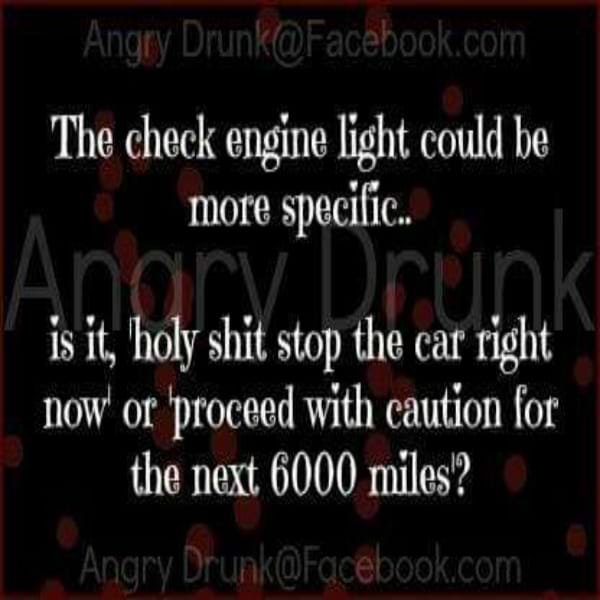 Angry Drunk@Facebook.com
The check engine light could be
more specific..
Angry Drunk
is it, 'holy shit stop the car right
now' or 'proceed with caution for
the next 6000 miles'?
Angry Drunk@Facebook.com